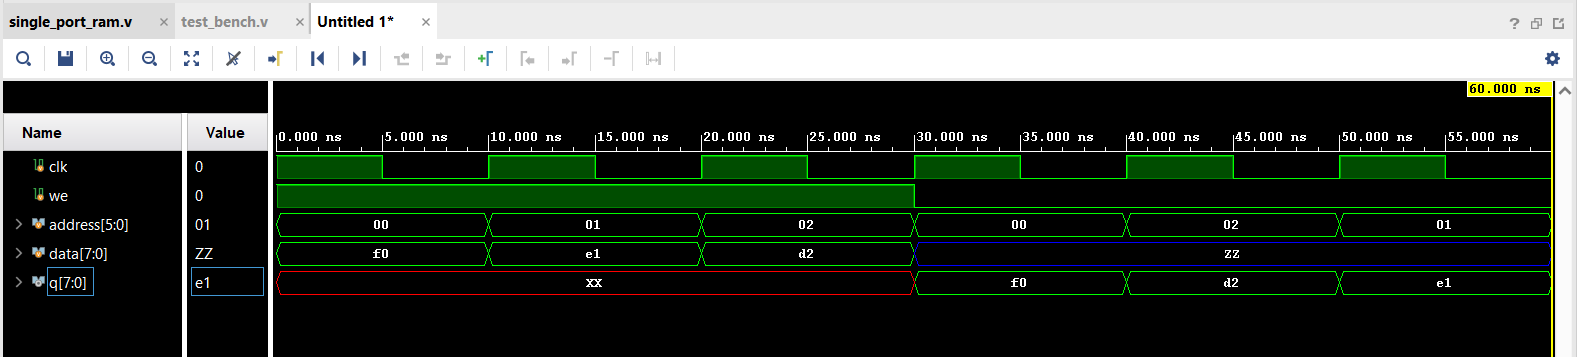 single_port_ram.v × test_bench.v × Untitled 1* ×
?
60.000 ns
Name Value
0.000 ns 5.000 ns 10.000 ns 15.000 ns 20.000 ns 25.000 ns 30.000 ns 35.000 ns 40.000 ns 45.000 ns 50.000 ns 55.000 ns
clk 0
we 0
address[5:0] 01 00 01 02 00 02 01
data[7:0] ZZ f0 e1 d2 ZZ
q[7:0] e1 XX f0 d2 e1